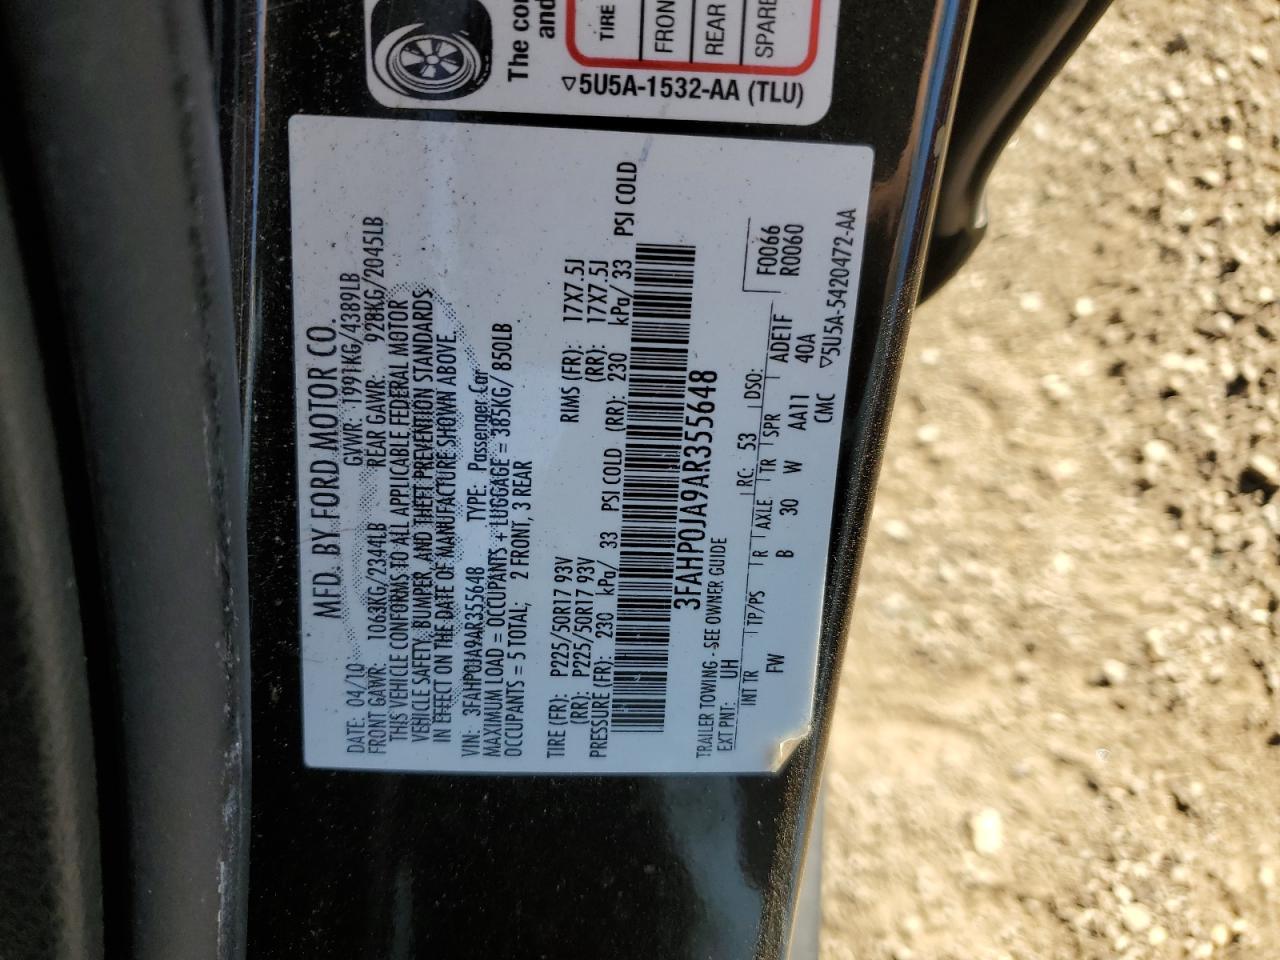 The
and
TIRE
FRON
REAR
SPARE
▽5U5A-1532-AA (TLU)
MFD. BY FORD MOTOR CO.
DATE: 04/10 GVWR: 1991KG/4389LB
FRONT GAWR: 1063KG/2344LB REAR GAWR: 928KG/2045LB
THIS VEHICLE CONFORMS TO ALL APPLICABLE FEDERAL MOTOR
VEHICLE SAFETY, BUMPER, AND THEFT PREVENTION STANDARDS
IN EFFECT ON THE DATE OF MANUFACTURE SHOWN ABOVE.
VIN: 3FAHP0JA9AR355648 TYPE: Passenger Car
MAXIMUM LOAD = OCCUPANTS + LUGGAGE = 385KG/ 850LB
OCCUPANTS = 5 TOTAL; 2 FRONT, 3 REAR
TIRE (FR): P225/50R17 93V RIMS (FR): 17X7.5J
(RR): P225/50R17 93V (RR): 17X7.5J
PRESSURE (FR): 230 kPa/ 33 PSI COLD (RR): 230 kPa/ 33 PSI COLD
3FAHP0JA9AR355648
TRAILER TOWING - SEE OWNER GUIDE
EXT PNT: UH RC: 53 DSO: F0066
R0060
INT TR TP/PS R AXLE TR SPR ADE1F
FW B 30 W AA11 40A
CMC ▽5U5A-5420472-AA